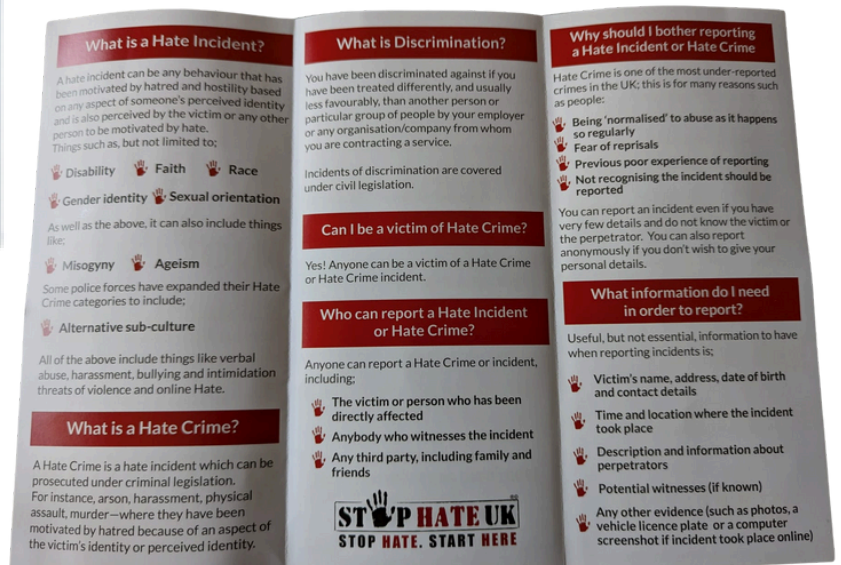 What is a Hate Incident?
A hate incident can be any behaviour that has
been motivated by hatred and hostility based
on any aspect of someone's perceived identity
and is also perceived by the victim or any other
person to be motivated by hate.
Things such as, but not limited to;
Disability Faith Race
Gender identity Sexual orientation
As well as the above, it can also include things
like;
Misogyny Ageism
Some police forces have expanded their Hate
Crime categories to include;
Alternative sub-culture
All of the above include things like verbal
abuse, harassment, bullying and intimidation
threats of violence and online Hate.
What is a Hate Crime?
A Hate Crime is a hate incident which can be
prosecuted under criminal legislation.
For instance, arson, harassment, physical
assault, murder—where they have been
motivated by hatred because of an aspect of
the victim's identity or perceived identity.
What is Discrimination?
You have been discriminated against if you
have been treated differently, and usually
less favourably, than another person or
particular group of people by your employer
or any organisation/company from whom
you are contracting a service.
Incidents of discrimination are covered
under civil legislation.
Can I be a victim of Hate Crime?
Yes! Anyone can be a victim of a Hate Crime
or Hate Crime incident.
Who can report a Hate Incident
or Hate Crime?
Anyone can report a Hate Crime or incident,
including;
The victim or person who has been
directly affected
Anybody who witnesses the incident
Any third party, including family and
friends
STOP HATE UK
STOP HATE. START HERE
Why should I bother reporting
a Hate Incident or Hate Crime
Hate Crime is one of the most under-reported
crimes in the UK; this is for many reasons such
as people:
Being 'normalised' to abuse as it happens
so regularly
Fear of reprisals
Previous poor experience of reporting
Not recognising the incident should be
reported
You can report an incident even if you have
very few details and do not know the victim or
the perpetrator. You can also report
anonymously if you don't wish to give your
personal details.
What information do I need
in order to report?
Useful, but not essential, information to have
when reporting incidents is;
Victim's name, address, date of birth
and contact details
Time and location where the incident
took place
Description and information about
perpetrators
Potential witnesses (if known)
Any other evidence (such as photos, a
vehicle licence plate or a computer
screenshot if incident took place online)